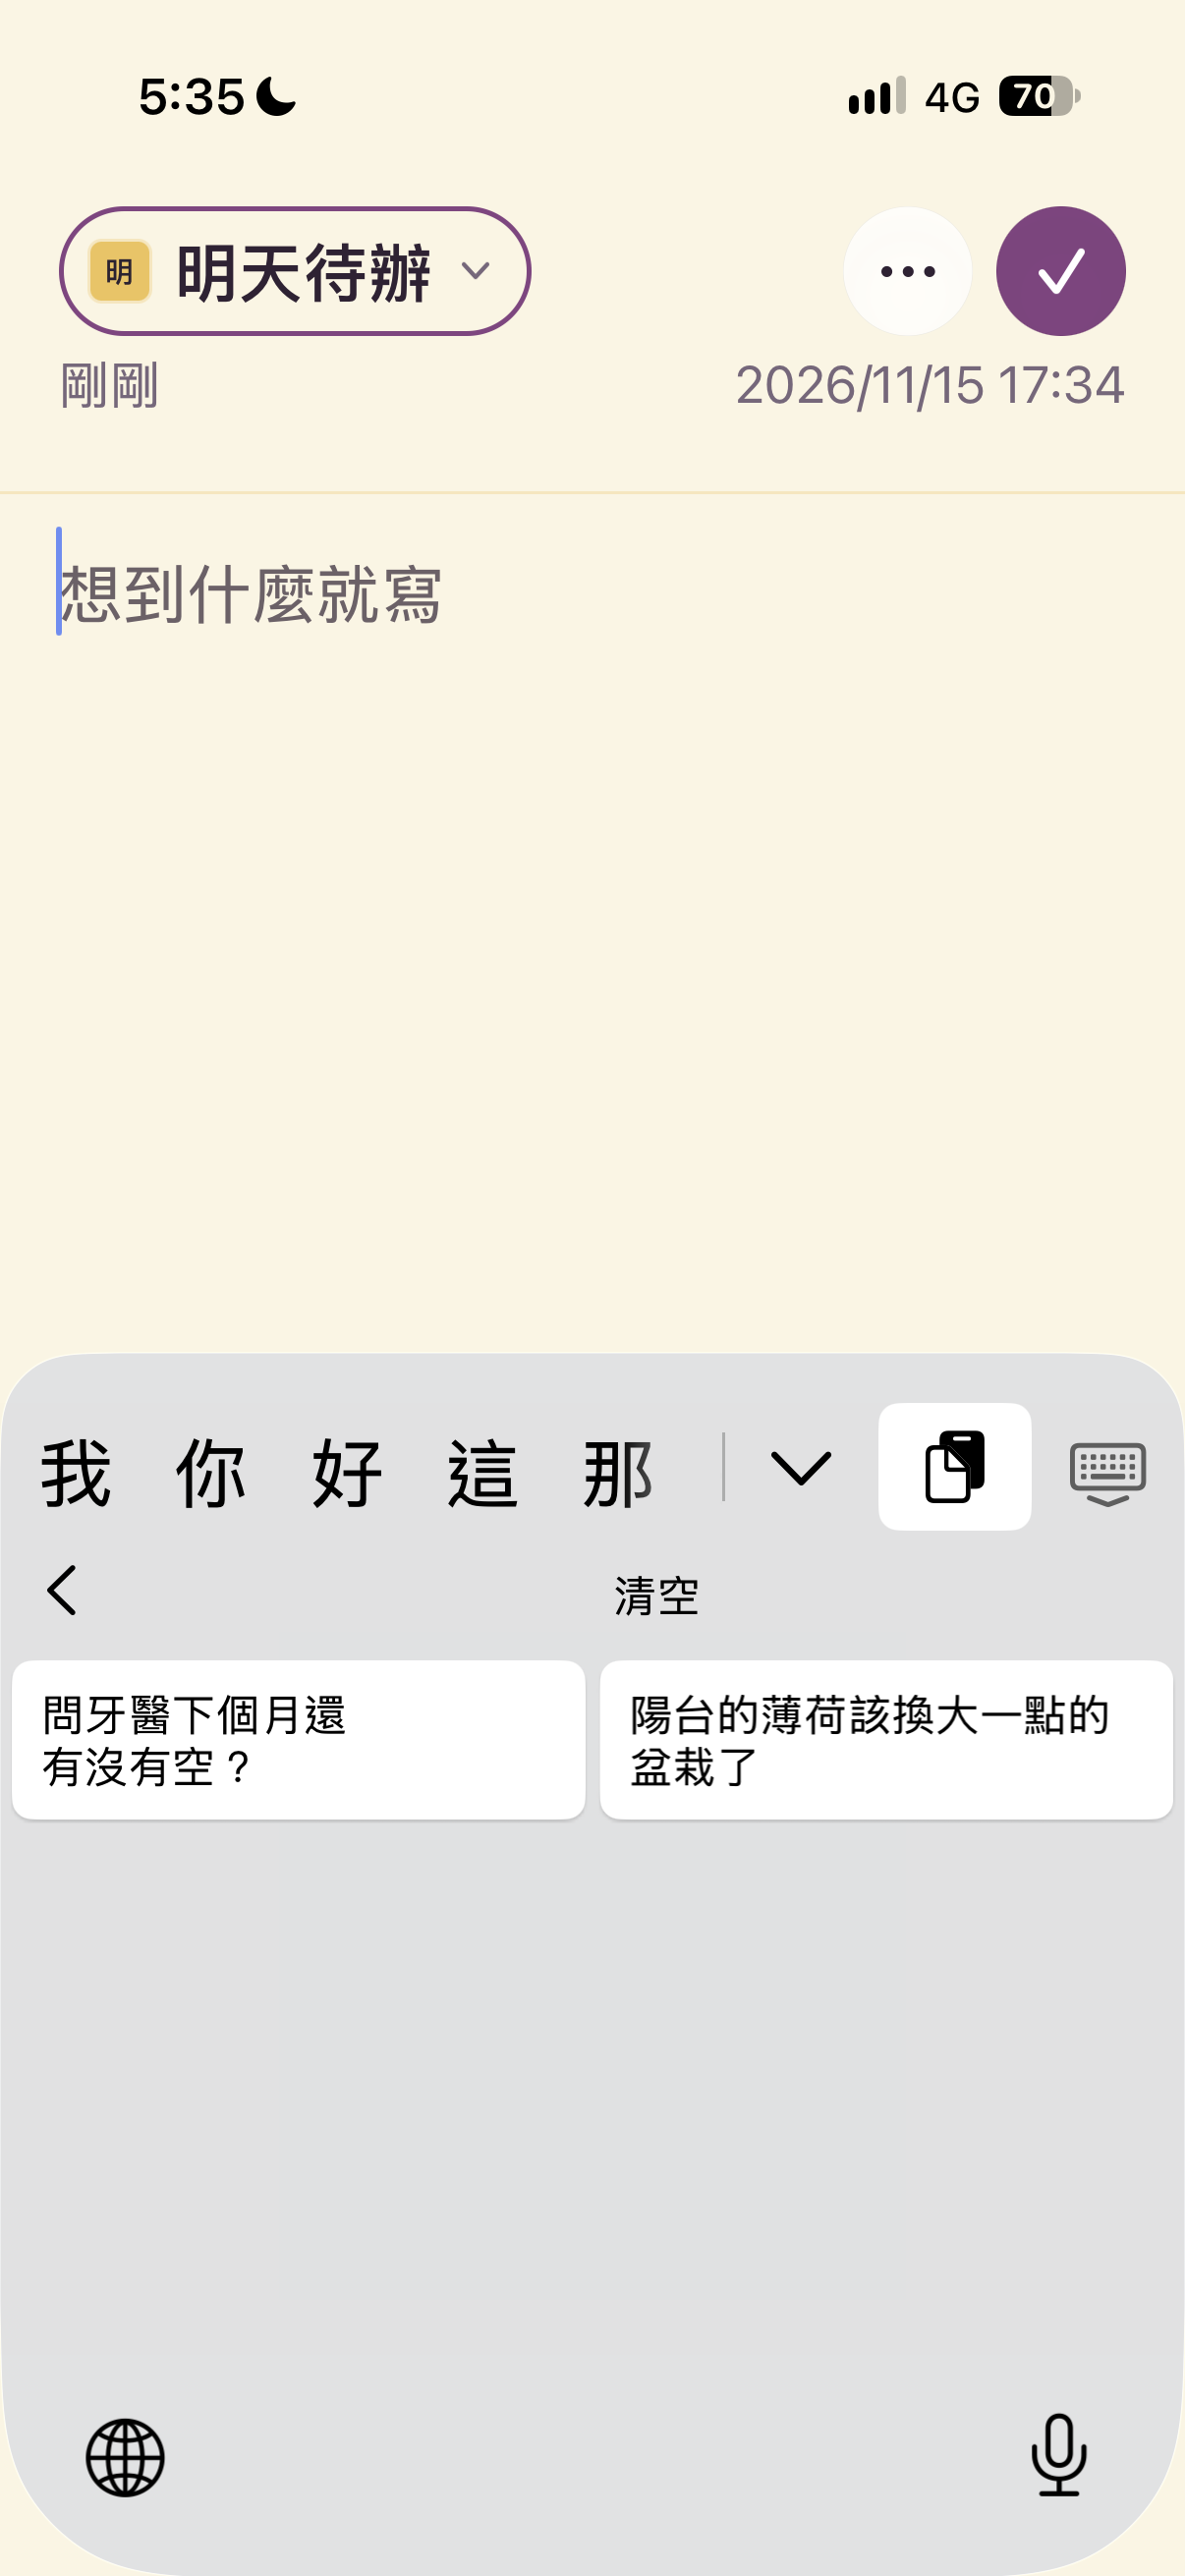 5:35 4G 70
明 明天待辦
剛剛 2026/11/15 17:34
想到什麼就寫
我 你 好 這 那
清空
問牙醫下個月還
有沒有空？
陽台的薄荷該換大一點的
盆栽了